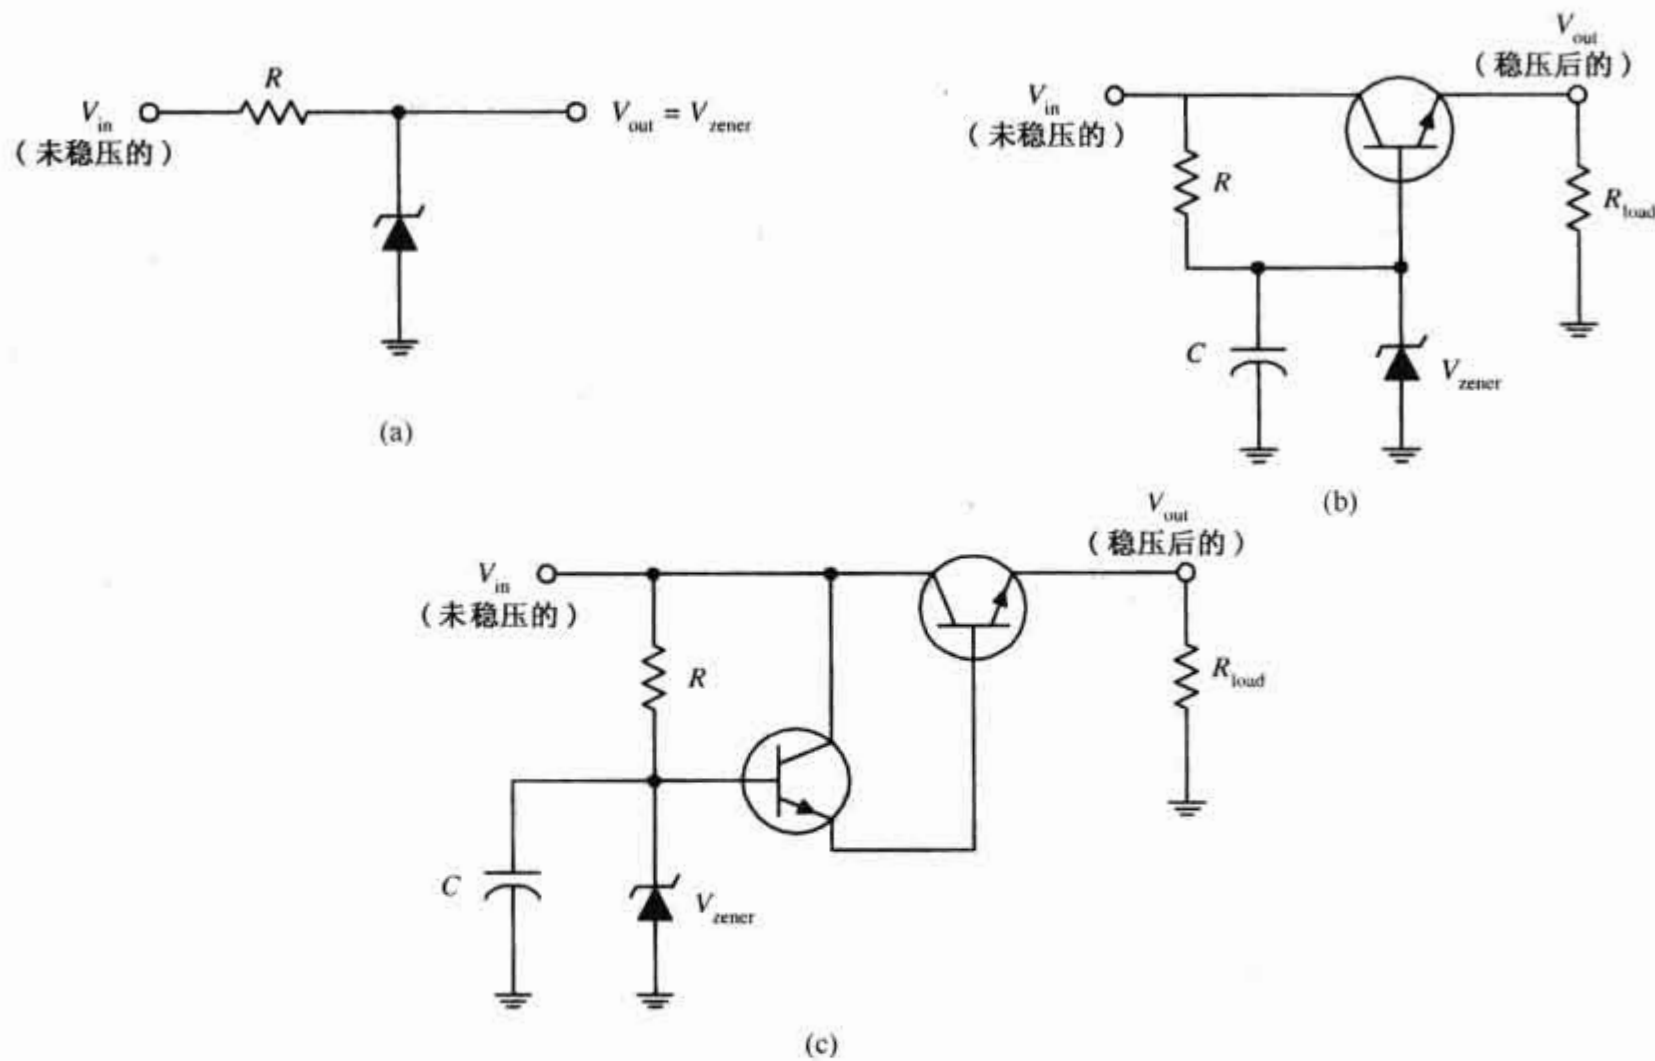 R
V_in
(未稳压的)
V_out = V_zener
(a)
V_out
(稳压后的)
V_in
(未稳压的)
R
R_load
C
V_zener
(b)
V_out
(稳压后的)
V_in
(未稳压的)
R
R_load
C
V_zener
(c)